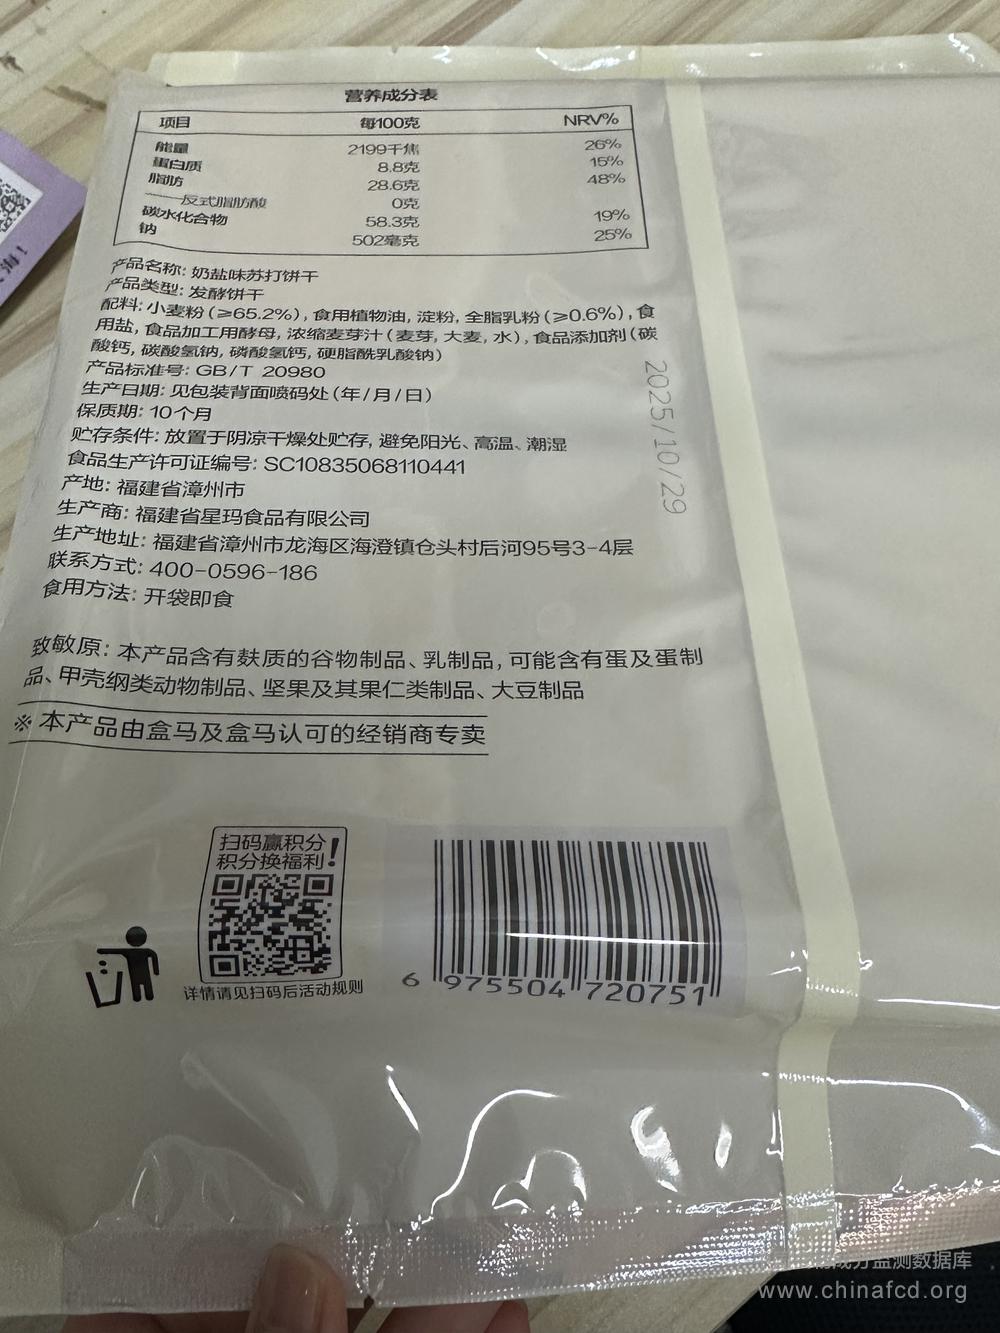 营养成分表
项目 每100克 NRV%
能量 2199千焦 26%
蛋白质 8.8克 15%
脂肪 28.6克 48%
——反式脂肪酸 0克
碳水化合物 58.3克 19%
钠 502毫克 25%
产品名称: 奶盐味苏打饼干
产品类型: 发酵饼干
配料: 小麦粉(≥65.2%), 食用植物油, 淀粉, 全脂乳粉(≥0.6%), 食
用盐, 食品加工用酵母, 浓缩麦芽汁(麦芽, 大麦, 水), 食品添加剂(碳
酸钙, 碳酸氢钠, 磷酸氢钙, 硬脂酰乳酸钠)
产品标准号: GB/T 20980
生产日期: 见包装背面喷码处(年/月/日)
保质期: 10个月
贮存条件: 放置于阴凉干燥处贮存, 避免阳光、高温、潮湿
食品生产许可证编号: SC10835068110441
产地: 福建省漳州市
生产商: 福建省星玛食品有限公司
生产地址: 福建省漳州市龙海区海澄镇仓头村后河95号3-4层
联系方式: 400-0596-186
食用方法: 开袋即食
2025/10/29
致敏原: 本产品含有麸质的谷物制品、乳制品, 可能含有蛋及蛋制
品、甲壳纲类动物制品、坚果及其果仁类制品、大豆制品
※ 本产品由盒马及盒马认可的经销商专卖
扫码赢积分
积分换福利!
详情请见扫码后活动规则
6 975504 720751
成分监测数据库
www.chinafcd.org